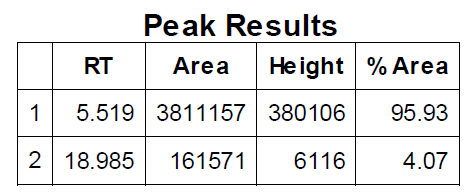 Peak Results
RT Area Height % Area
1 5.519 3811157 380106 95.93
2 18.985 161571 6116 4.07